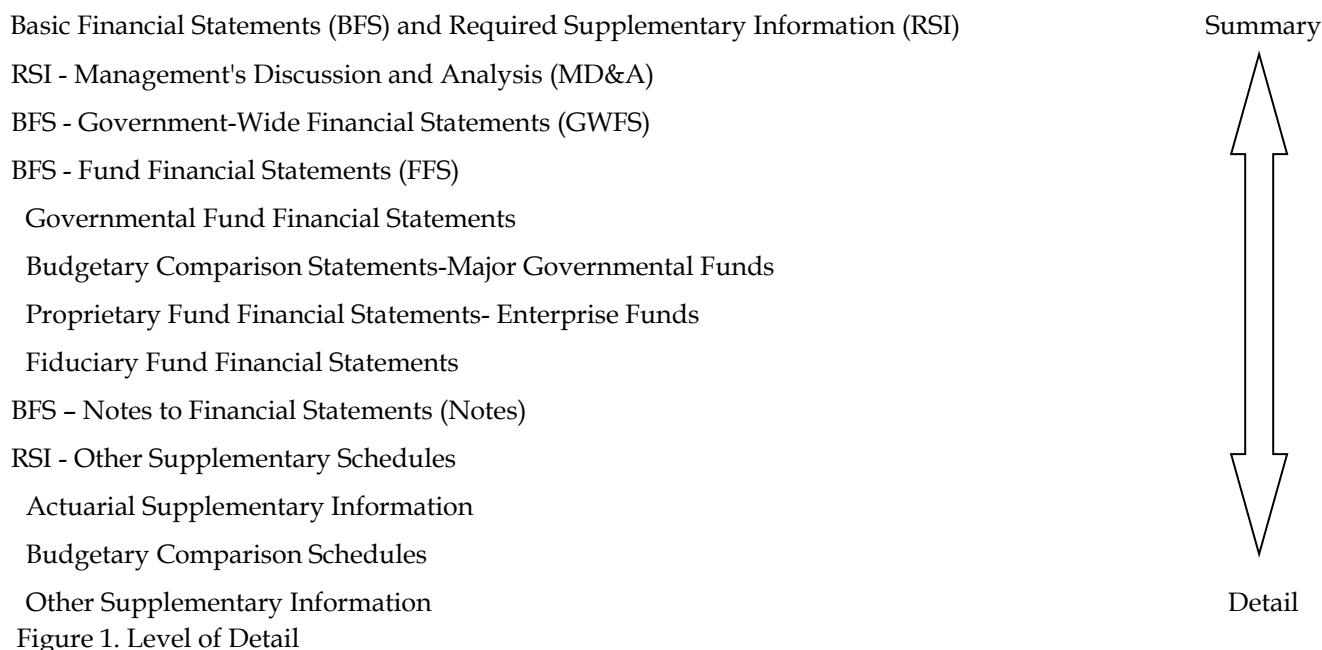 Basic Financial Statements (BFS) and Required Supplementary Information (RSI) Summary
RSI - Management's Discussion and Analysis (MD&A)
BFS - Government-Wide Financial Statements (GWFS)
BFS - Fund Financial Statements (FFS)
Governmental Fund Financial Statements
Budgetary Comparison Statements-Major Governmental Funds
Proprietary Fund Financial Statements- Enterprise Funds
Fiduciary Fund Financial Statements
BFS – Notes to Financial Statements (Notes)
RSI - Other Supplementary Schedules
Actuarial Supplementary Information
Budgetary Comparison Schedules
Other Supplementary Information Detail
Figure 1. Level of Detail